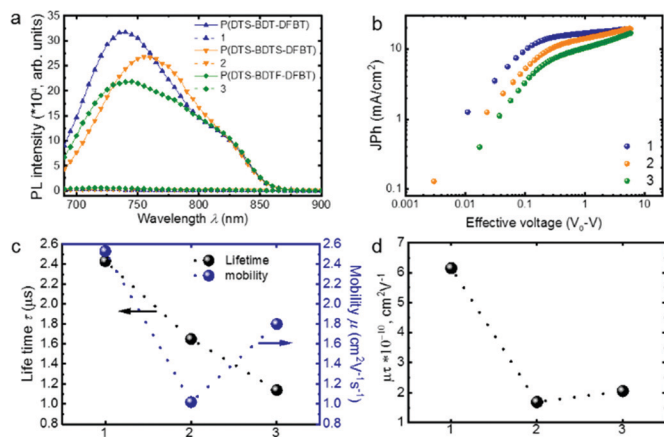 a
PL intensity (*10⁴, arb. units)
35
30
25
20
15
10
5
0
700 750 800 850 900
Wavelength λ (nm)
P(DTS-BDT-DFBT)
1
P(DTS-BDTS-DFBT)
2
P(DTS-BDTF-DFBT)
3
b
JPh (mA/cm²)
10
1
0.1
0.001 0.01 0.1 1 10
Effective voltage (V₀-V)
1
2
3
c
Life time τ (µs)
2.6
2.4
2.2
2.0
1.8
1.6
1.4
1.2
1.0
0.8
1 2 3
Lifetime
mobility
2.6
2.4
2.2
2.0
1.8
1.6
1.4
1.2
1.0
0.8
Mobility µ (cm²V⁻¹s⁻¹)
d
µτ *10⁻¹⁰, cm²V⁻¹
7
6
5
4
3
2
1
1 2 3